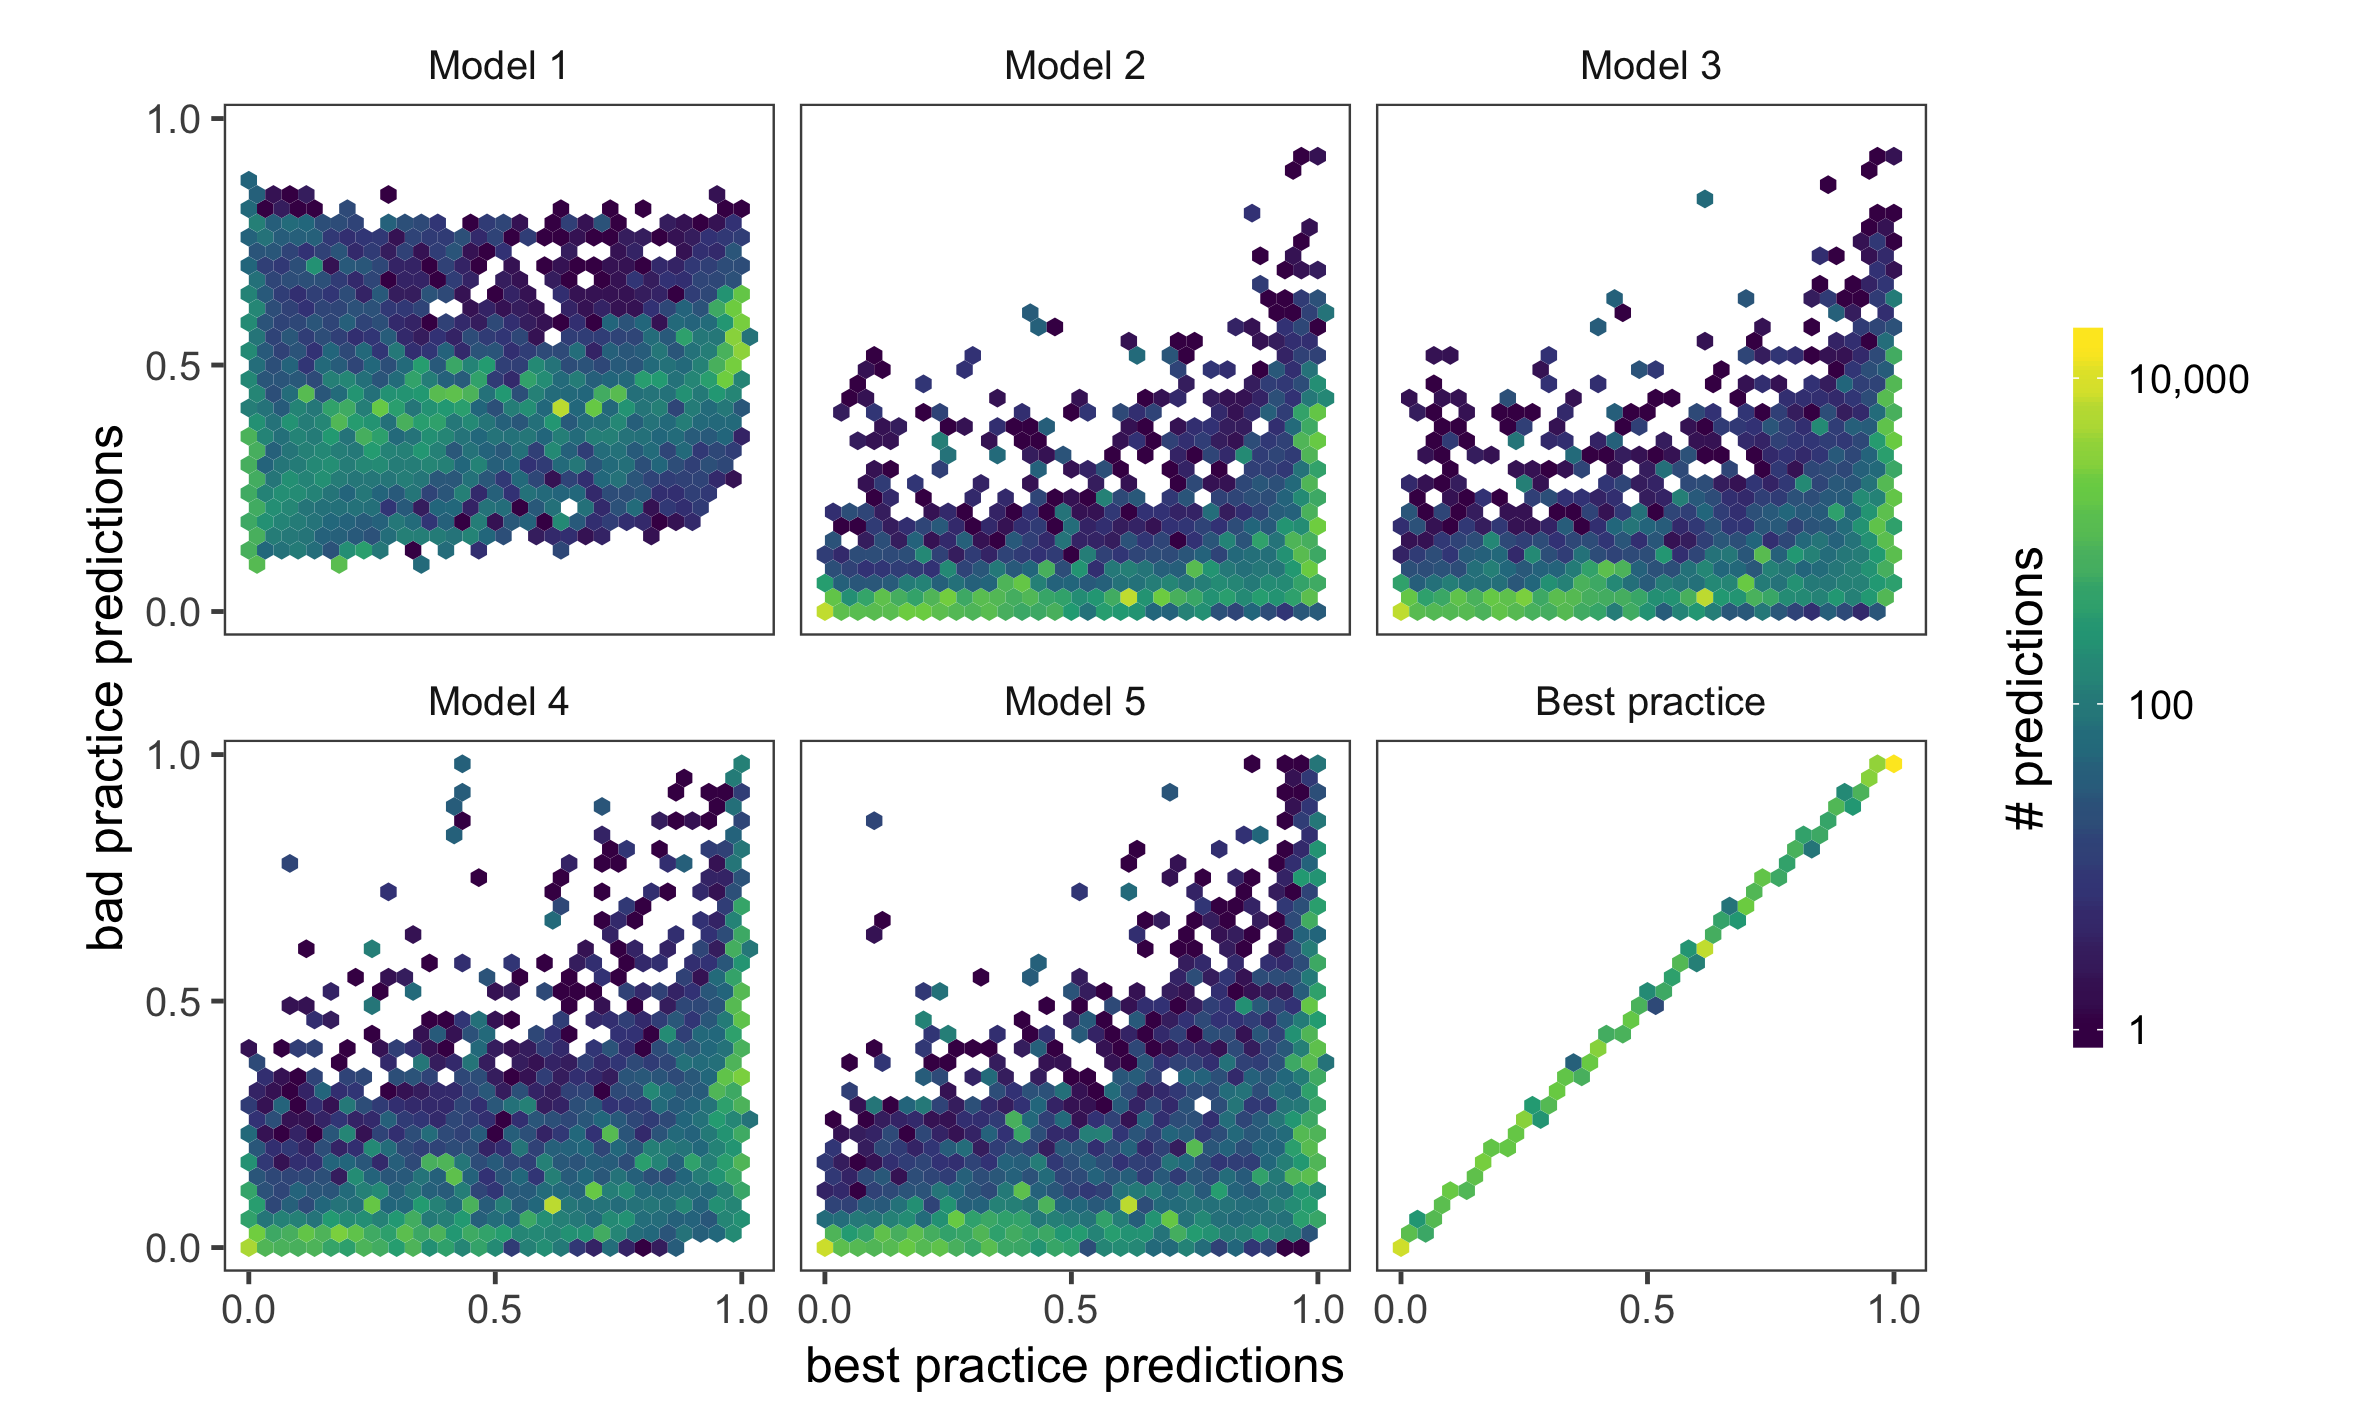 Model 1 Model 2 Model 3
1.0
0.5
0.0
Model 4 Model 5 Best practice
1.0
0.5
0.0
0.0 0.5 1.0 0.0 0.5 1.0 0.0 0.5 1.0
best practice predictions
bad practice predictions
# predictions
10,000
100
1